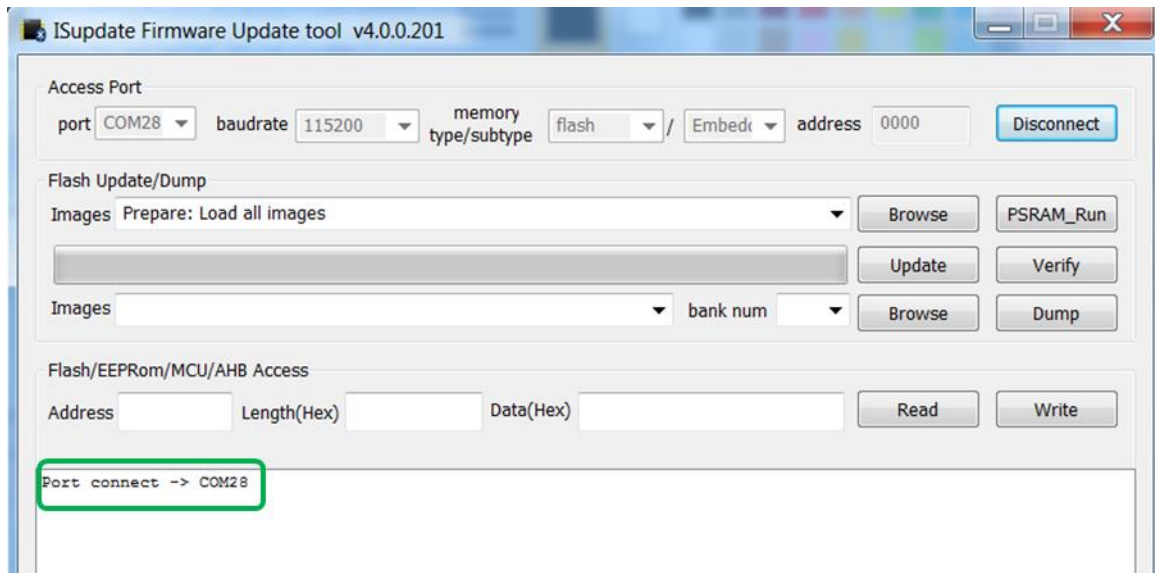 ISupdate Firmware Update tool v4.0.0.201
Access Port
port COM28 baudrate 115200 memory type/subtype flash / Embedc address 0000 Disconnect
Flash Update/Dump
Images Prepare: Load all images Browse PSRAM_Run
Update Verify
Images bank num Browse Dump
Flash/EEPRom/MCU/AHB Access
Address Length(Hex) Data(Hex) Read Write
Port connect -> COM28